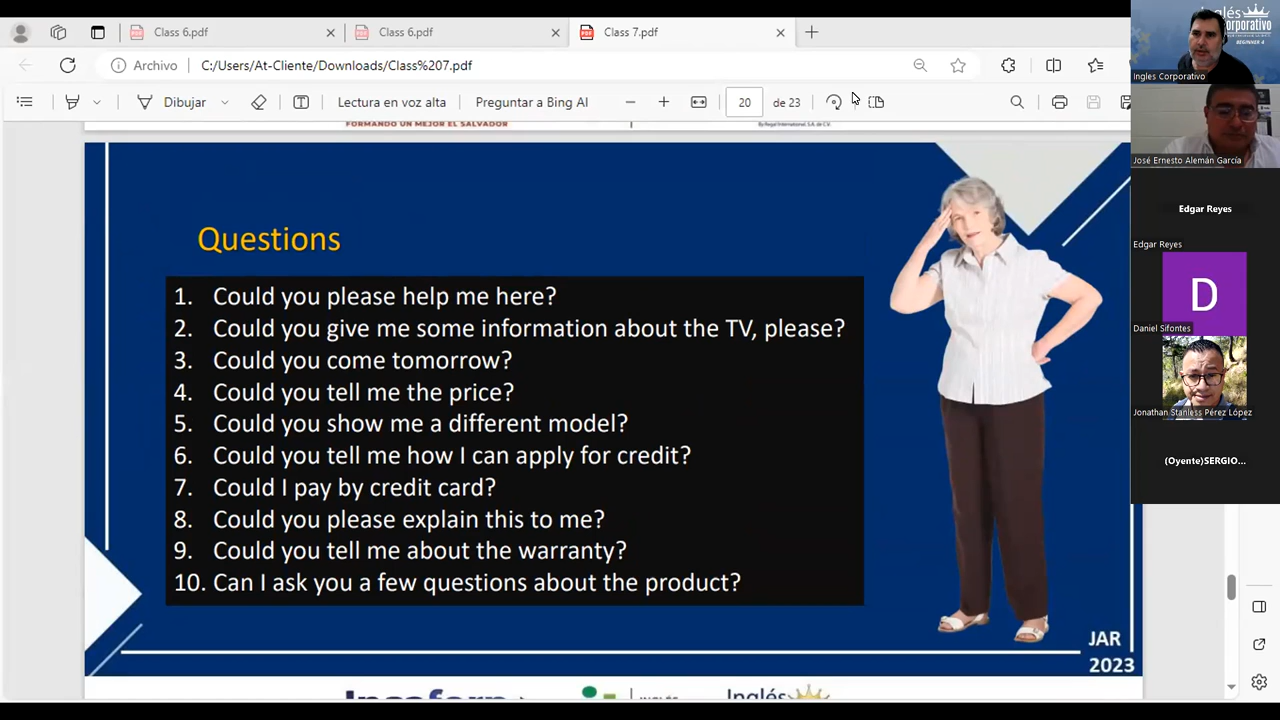 Class 6.pdf
Class 6.pdf
Class 7.pdf
Archivo
C:/Users/At-Cliente/Downloads/Class%207.pdf
Dibujar
Lectura en voz alta
Preguntar a Bing AI
20
de 23
FORMANDO UN MEJOR EL SALVADOR
Questions
1. Could you please help me here?
2. Could you give me some information about the TV, please?
3. Could you come tomorrow?
4. Could you tell me the price?
5. Could you show me a different model?
6. Could you tell me how I can apply for credit?
7. Could I pay by credit card?
8. Could you please explain this to me?
9. Could you tell me about the warranty?
10. Can I ask you a few questions about the product?
JAR
2023
Inglés
BEGINNER 4
Ingles Corporativo
José Ernesto Alemán García
Edgar Reyes
Edgar Reyes
D
Daniel Sifontes
Jonathan Stanless Pérez López
(Oyente)SERGIO...